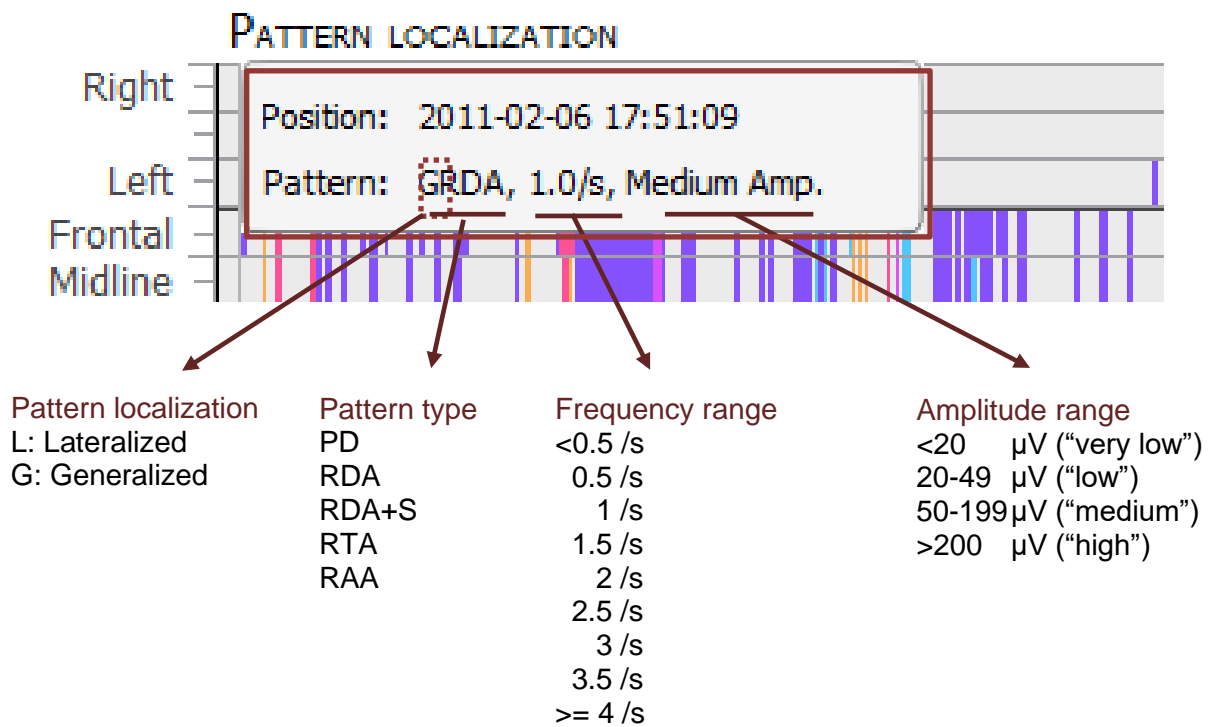 PATTERN LOCALIZATION
Right
Position: 2011-02-06 17:51:09
Left
Pattern: GRDA, 1.0/s, Medium Amp.
Frontal
Midline
Pattern localization
L: Lateralized
G: Generalized
Pattern type
PD
RDA
RDA+S
RTA
RAA
Frequency range
<0.5 /s
0.5 /s
1 /s
1.5 /s
2 /s
2.5 /s
3 /s
3.5 /s
>= 4 /s
Amplitude range
<20 µV (“very low”)
20-49 µV (“low”)
50-199 µV (“medium”)
>200 µV (“high”)